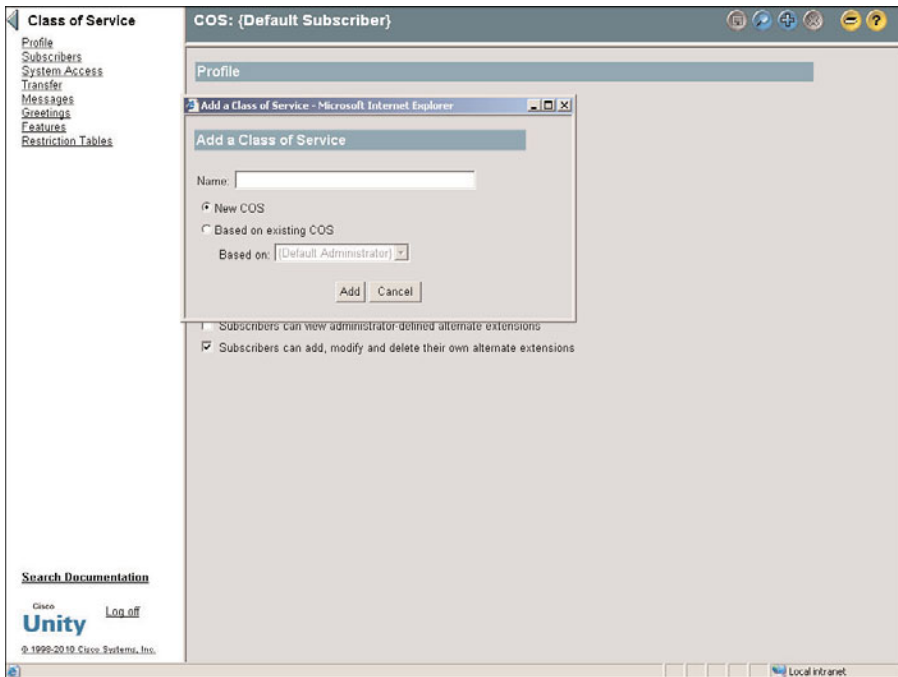 Class of Service
Profile
Subscribers
System Access
Transfer
Messages
Greetings
Features
Restriction Tables
Search Documentation
Cisco
Unity
Log off
© 1998-2010 Cisco Systems, Inc.
COS: {Default Subscriber}
?
Profile
Add a Class of Service - Microsoft Internet Explorer
Add a Class of Service
Name:
New COS
Based on existing COS
Based on: {Default Administrator}
Add Cancel
Subscribers can view administrator-defined alternate extensions
Subscribers can add, modify and delete their own alternate extensions
Local intranet